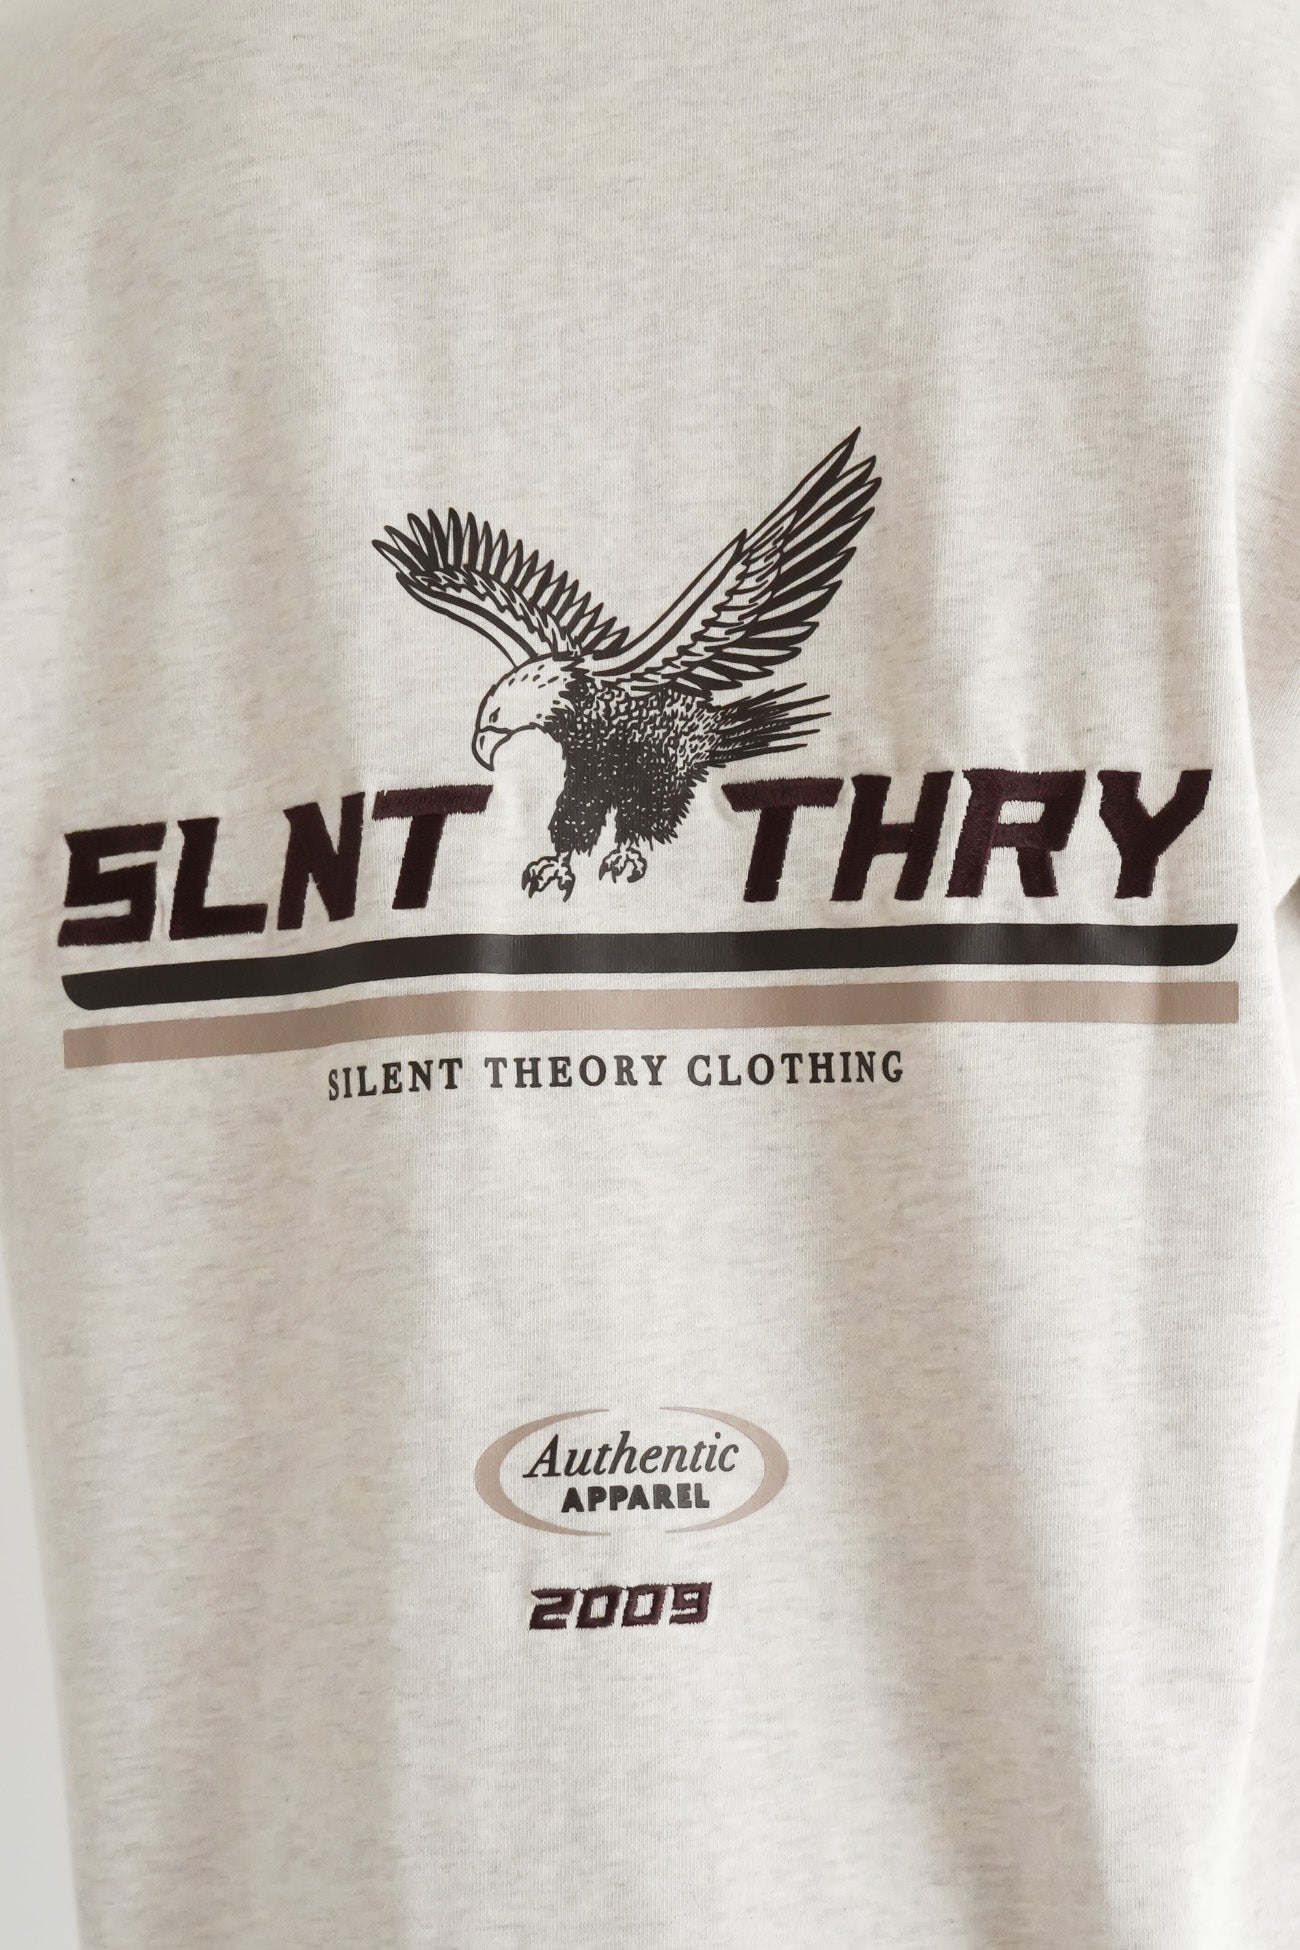 SLNT THRY
SILENT THEORY CLOTHING
Authentic
APPAREL
2009